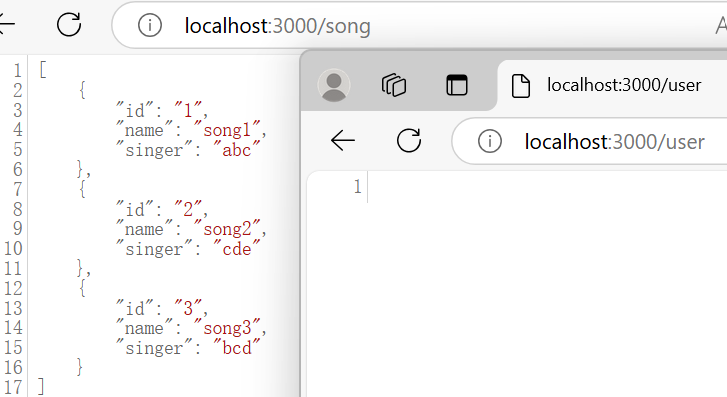 localhost:3000/song
1 [
2 {
3 "id": "1",
4 "name": "song1",
5 "singer": "abc"
6 },
7 {
8 "id": "2",
9 "name": "song2",
10 "singer": "cde"
11 },
12 {
13 "id": "3",
14 "name": "song3",
15 "singer": "bcd"
16 }
17 ]
localhost:3000/user
localhost:3000/user
1